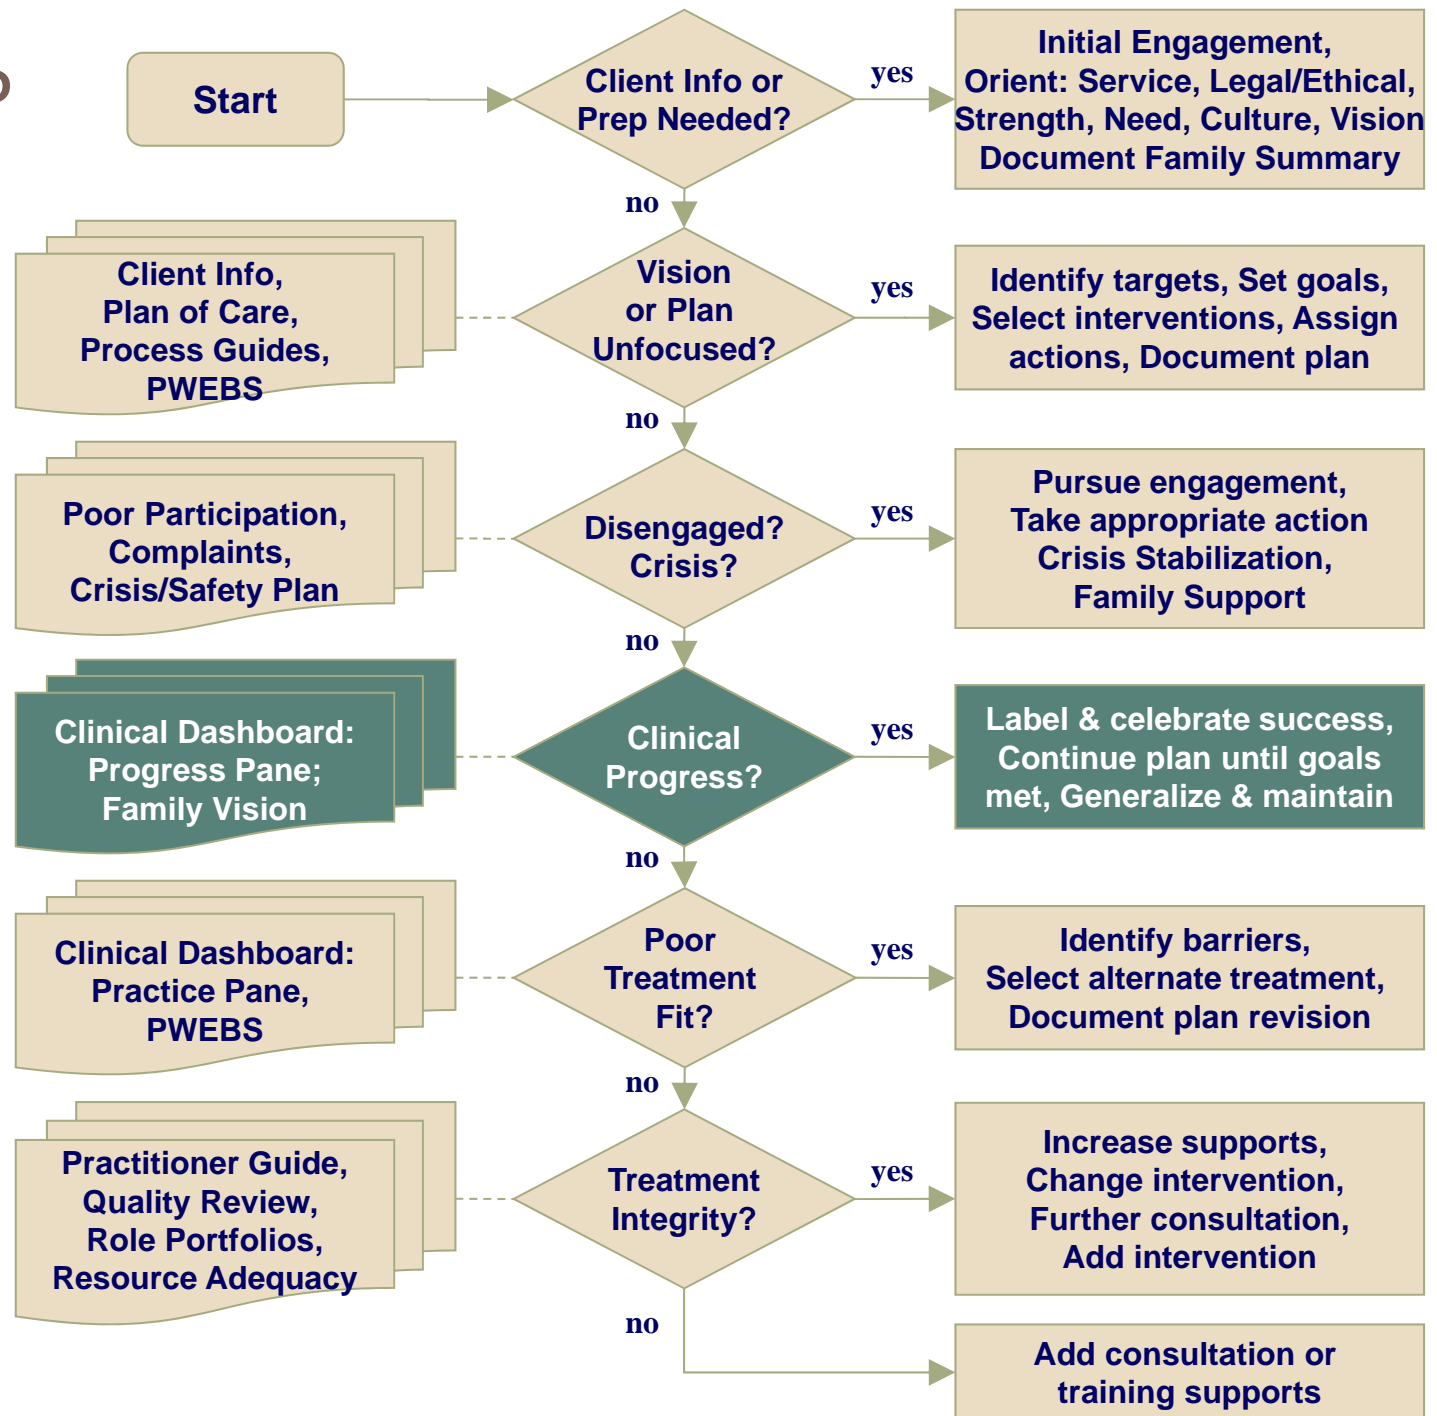 Start
Client Info or
Prep Needed?
yes
Initial Engagement,
Orient: Service, Legal/Ethical,
Strength, Need, Culture, Vision
Document Family Summary
no
Client Info,
Plan of Care,
Process Guides,
PWEBS
Vision
or Plan
Unfocused?
yes
Identify targets, Set goals,
Select interventions, Assign
actions, Document plan
no
Poor Participation,
Complaints,
Crisis/Safety Plan
Disengaged?
Crisis?
yes
Pursue engagement,
Take appropriate action
Crisis Stabilization,
Family Support
no
Clinical Dashboard:
Progress Pane;
Family Vision
Clinical
Progress?
yes
Label & celebrate success,
Continue plan until goals
met, Generalize & maintain
no
Clinical Dashboard:
Practice Pane,
PWEBS
Poor
Treatment
Fit?
yes
Identify barriers,
Select alternate treatment,
Document plan revision
no
Practitioner Guide,
Quality Review,
Role Portfolios,
Resource Adequacy
Treatment
Integrity?
yes
Increase supports,
Change intervention,
Further consultation,
Add intervention
no
Add consultation or
training supports